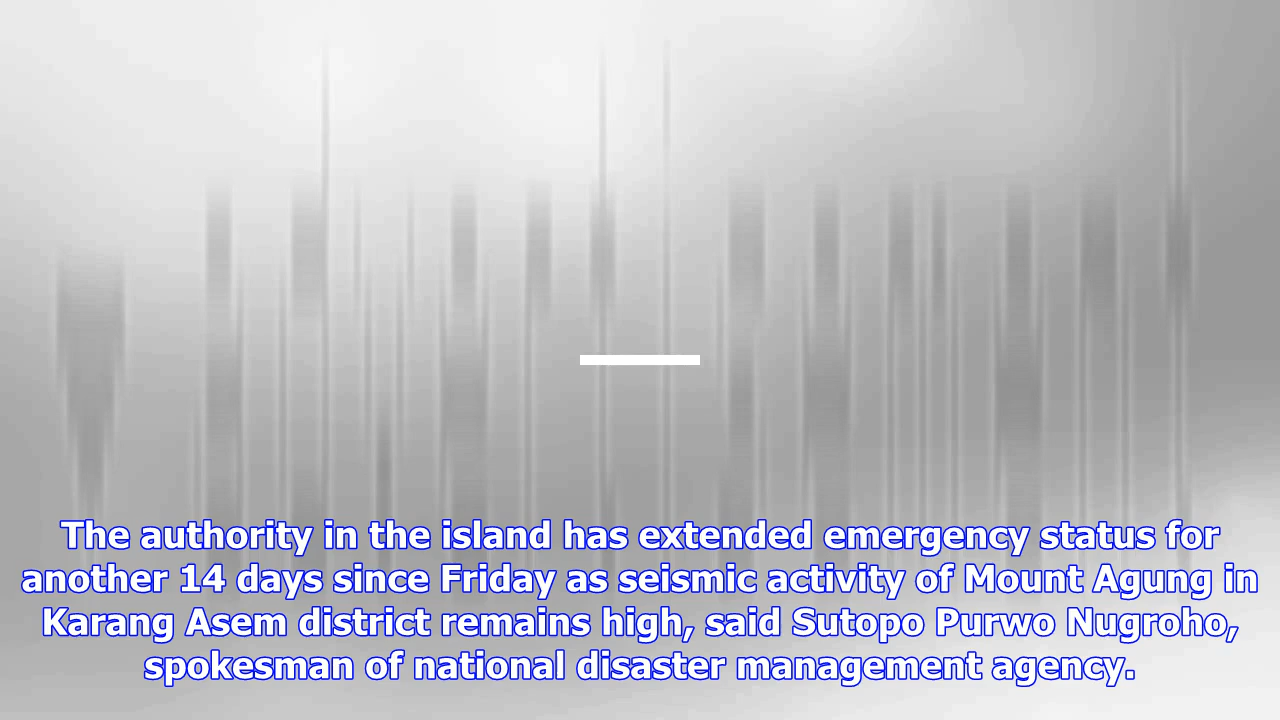 The authority in the island has extended emergency status for
another 14 days since Friday as seismic activity of Mount Agung in
Karang Asem district remains high, said Sutopo Purwo Nugroho,
spokesman of national disaster management agency.